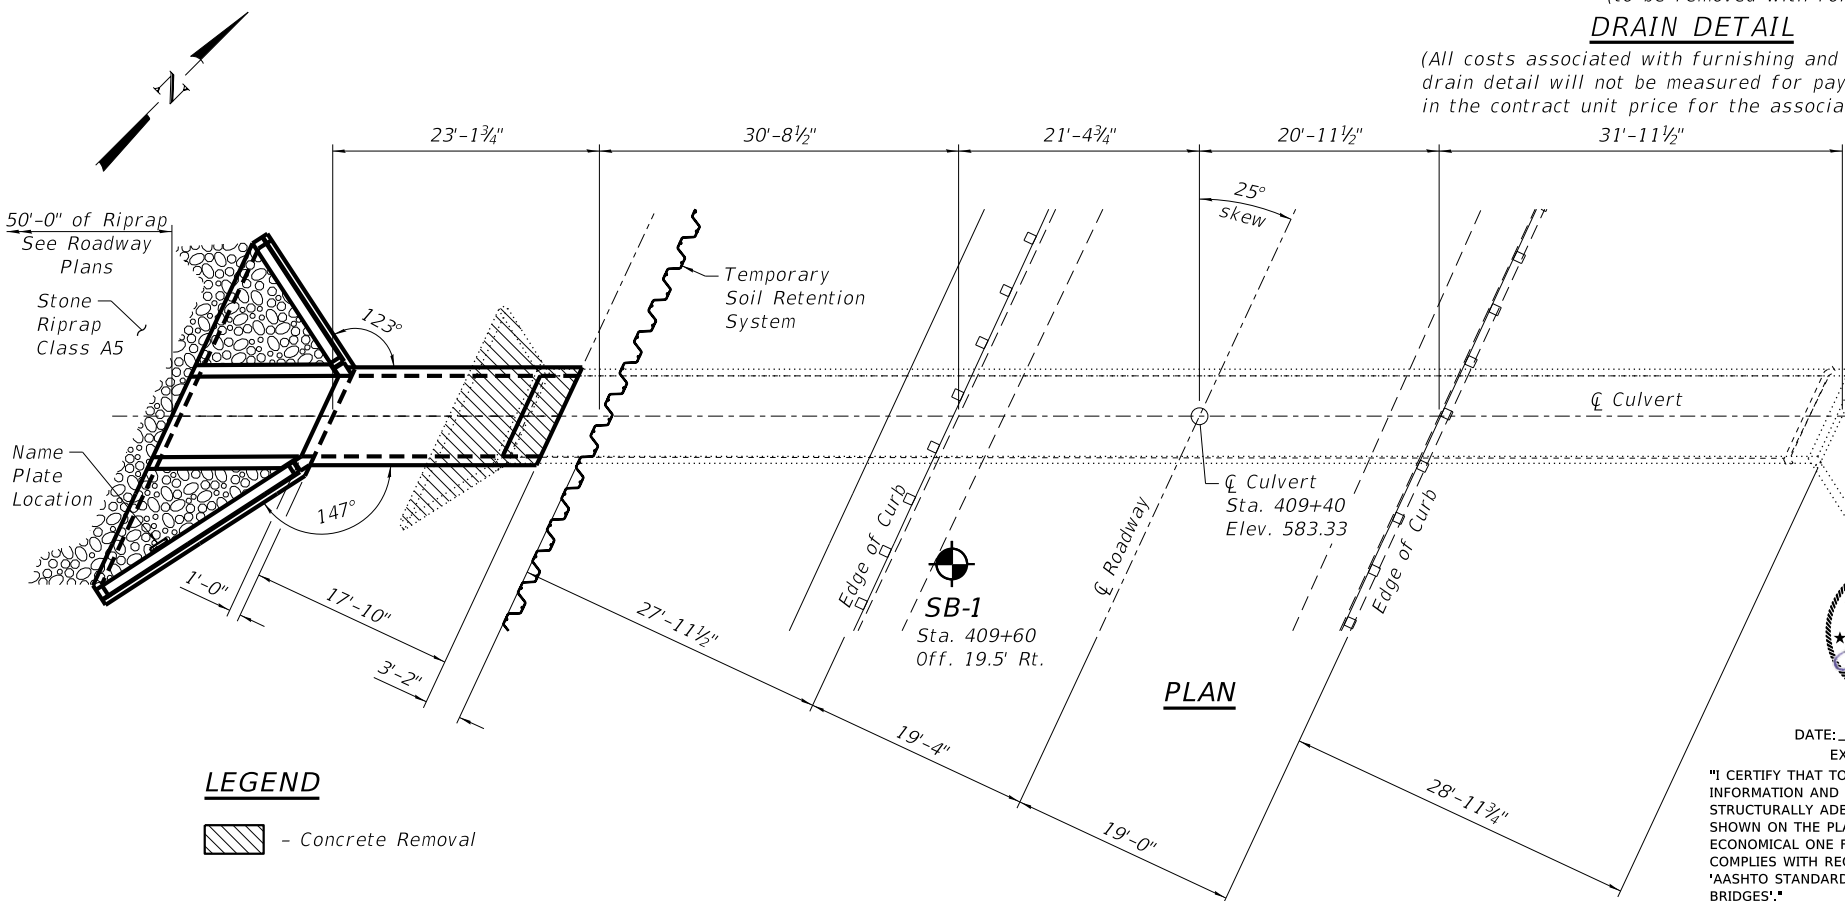 (to be removed with
DRAIN DETAIL
(All costs associated with furnishing and
drain detail will not be measured for
in the contract unit price for the
23'-1¾"
30'-8½"
21'-4¾"
20'-11½"
31'-11½"
N
25°
skew
50'-0" of Riprap
See Roadway
Plans
Stone
Riprap
Class A5
123°
Temporary
Soil Retention
System
℄ Culvert
Name
Plate
Location
147°
Edge of Curb
℄ Roadway
℄ Culvert
Sta. 409+40
Elev. 583.33
Edge of Curb
1'-0"
17'-10"
3'-2"
27'-11½"
SB-1
Sta. 409+60
Off. 19.5' Rt.
PLAN
19'-4"
19'-0"
28'-11¾"
LEGEND
- Concrete Removal
DATE:_
"I CERTIFY THAT TO
INFORMATION AND
STRUCTURALLY
SHOWN ON THE
ECONOMICAL ONE
COMPLIES WITH
'AASHTO STANDARD
BRIDGES'."